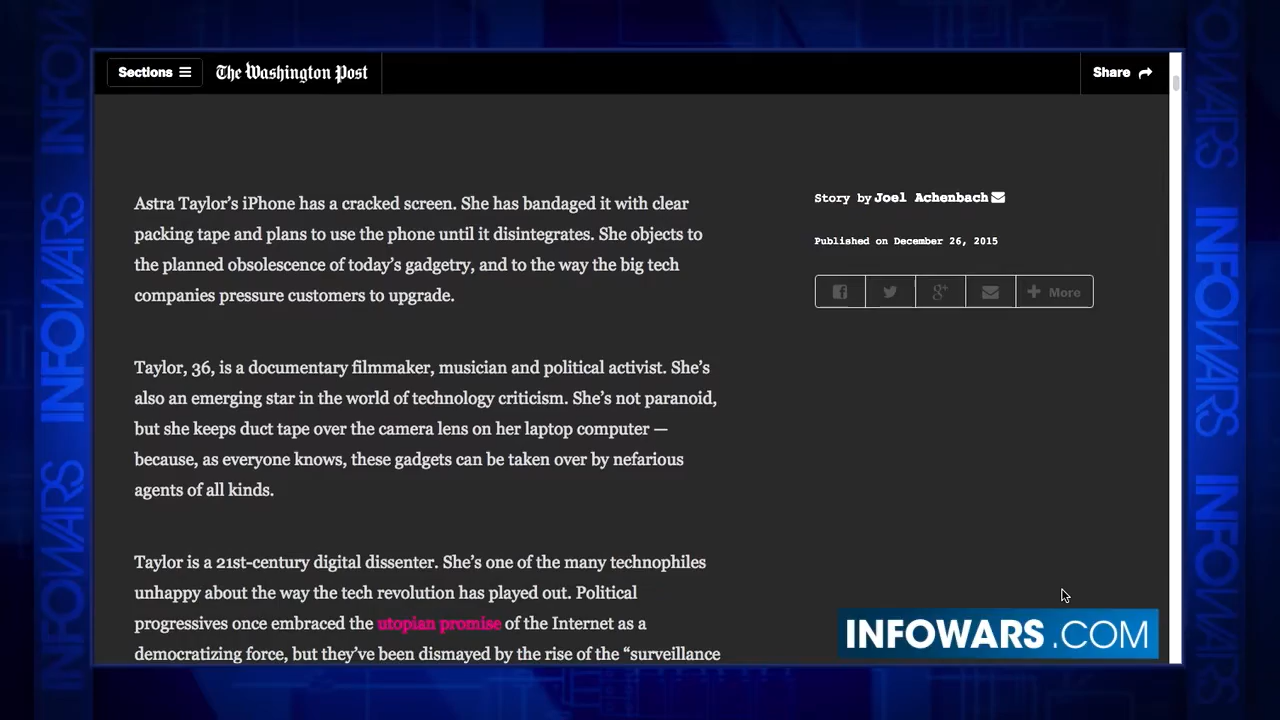 Sections
The Washington Post
Share
Astra Taylor’s iPhone has a cracked screen. She has bandaged it with clear
packing tape and plans to use the phone until it disintegrates. She objects to
the planned obsolescence of today’s gadgetry, and to the way the big tech
companies pressure customers to upgrade.
Taylor, 36, is a documentary filmmaker, musician and political activist. She’s
also an emerging star in the world of technology criticism. She’s not paranoid,
but she keeps duct tape over the camera lens on her laptop computer —
because, as everyone knows, these gadgets can be taken over by nefarious
agents of all kinds.
Taylor is a 21st-century digital dissenter. She’s one of the many technophiles
unhappy about the way the tech revolution has played out. Political
progressives once embraced the utopian promise of the Internet as a
democratizing force, but they’ve been dismayed by the rise of the “surveillance
Story by Joel Achenbach
Published on December 26, 2015
More
INFOWARS.COM
INFOWARS
INFOWARS
INFOWARS
INFOWARS
INFOWARS
INFOWARS